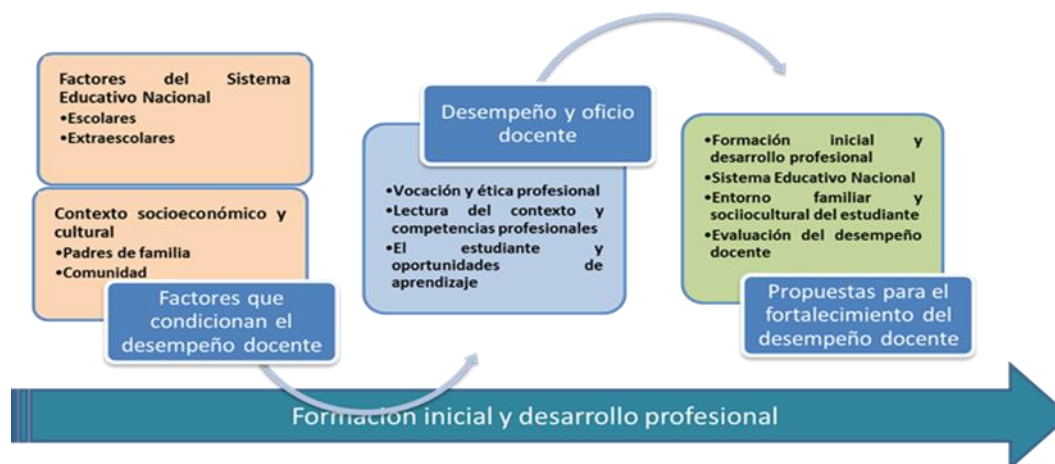 Factores del Sistema
Educativo Nacional
•Escolares
•Extraescolares
Contexto socioeconómico y
cultural
•Padres de familia
•Comunidad
Factores que
condicionan el
desempeño docente
Desempeño y oficio
docente
•Vocación y ética profesional
•Lectura del contexto y
competencias profesionales
•El estudiante y
oportunidades de
aprendizaje
•Formación inicial y
desarrollo profesional
•Sistema Educativo Nacional
•Entorno familiar y
sociiocultural del estudiante
•Evaluación del desempeño
docente
Propuestas para el
fortalecimiento del
desempeño docente
Formación inicial y desarrollo profesional